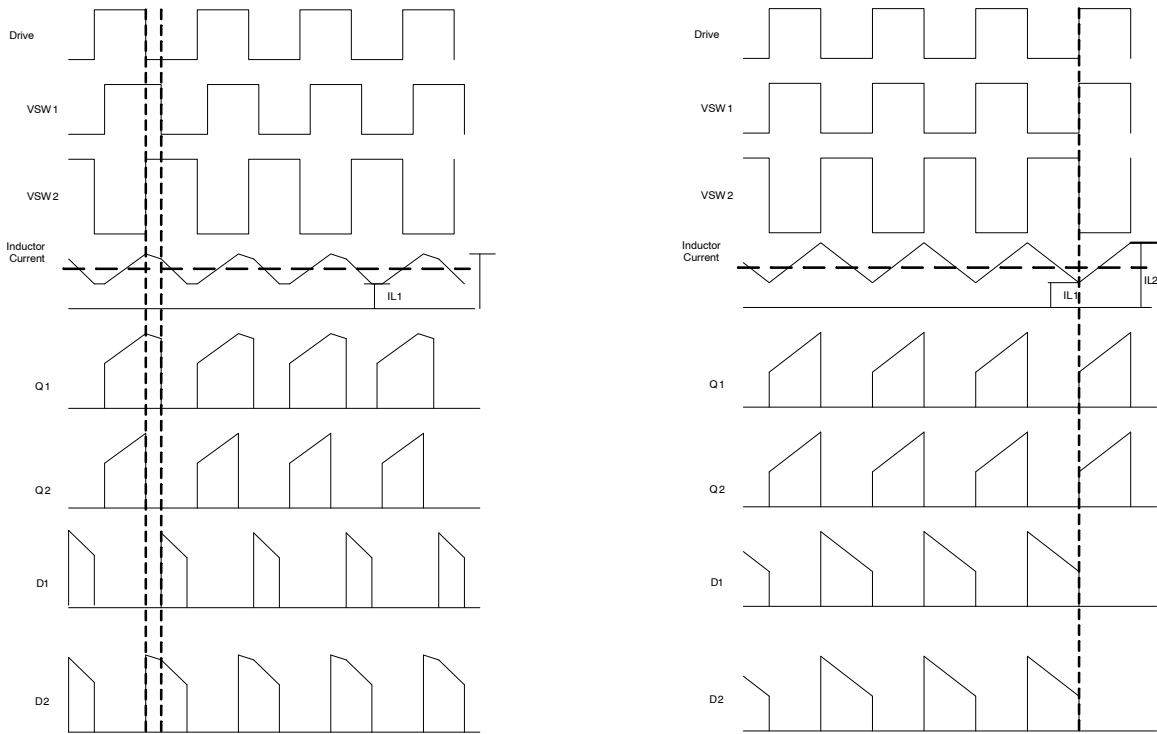 Drive
VSW1
VSW2
Inductor
Current
IL1
Q1
Q2
D1
D2
Drive
VSW1
VSW2
Inductor
Current
IL1
IL2
Q1
Q2
D1
D2